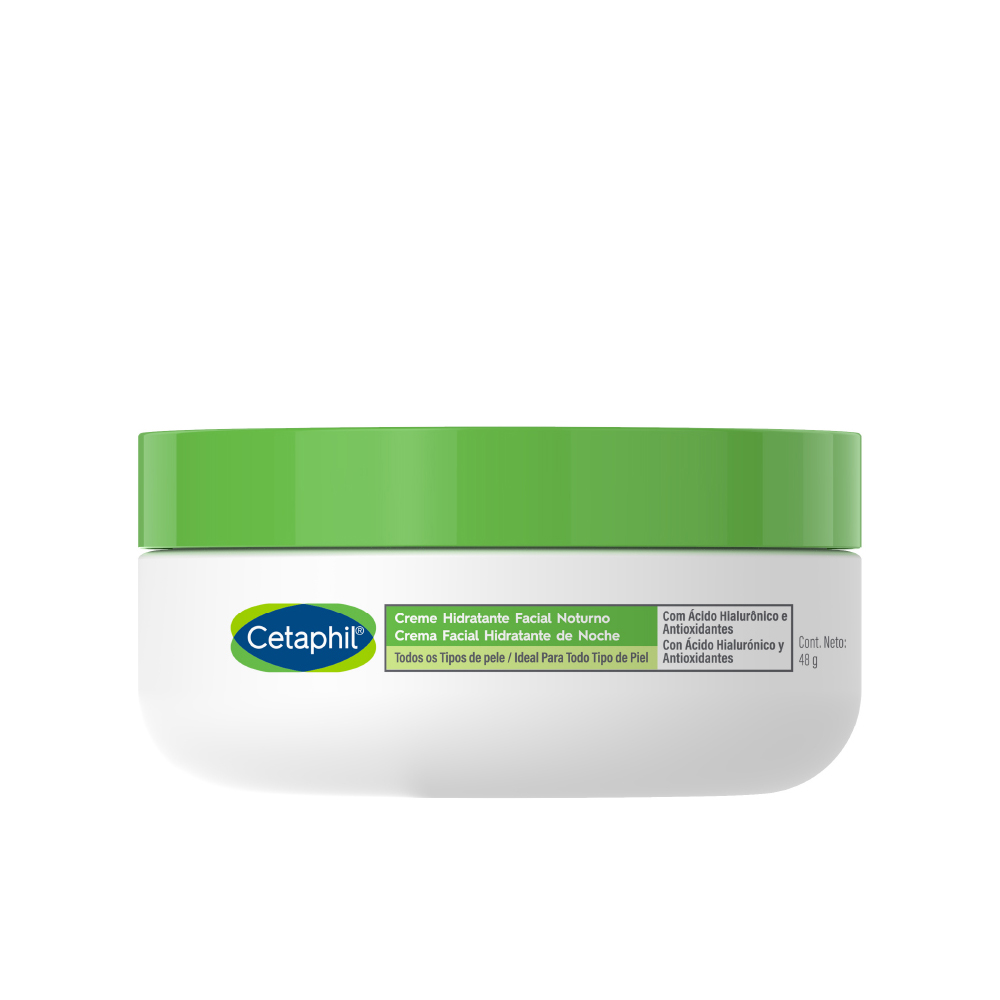 Cetaphil®
Creme Hidratante Facial Noturno
Crema Facial Hidratante de Noche
Todos os Tipos de pele / Ideal Para Todo Tipo de Piel
Com Ácido Hialurônico e
Antioxidantes
Con Ácido Hialurónico y
Antioxidantes
Cont. Neto:
48 g